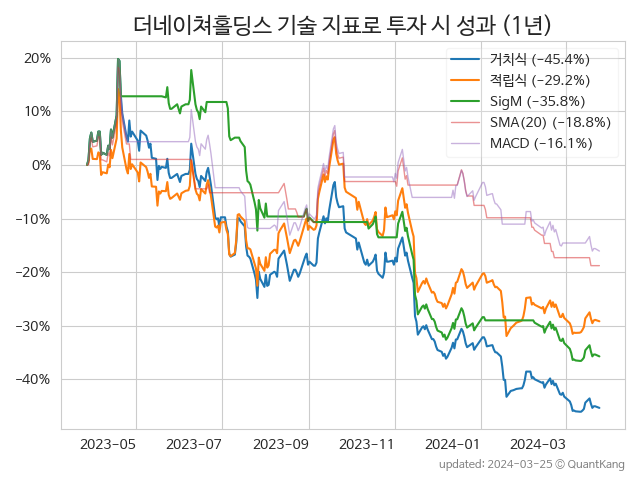 더네이쳐홀딩스 기술 지표로 투자 시 성과 (1년)
20%
10%
0%
−10%
−20%
−30%
−40%
거치식 (−45.4%)
적립식 (−29.2%)
SigM (−35.8%)
SMA(20) (−18.8%)
MACD (−16.1%)
2023−05 2023−07 2023−09 2023−11 2024−01 2024−03
updated: 2024−03−25 © QuantKang